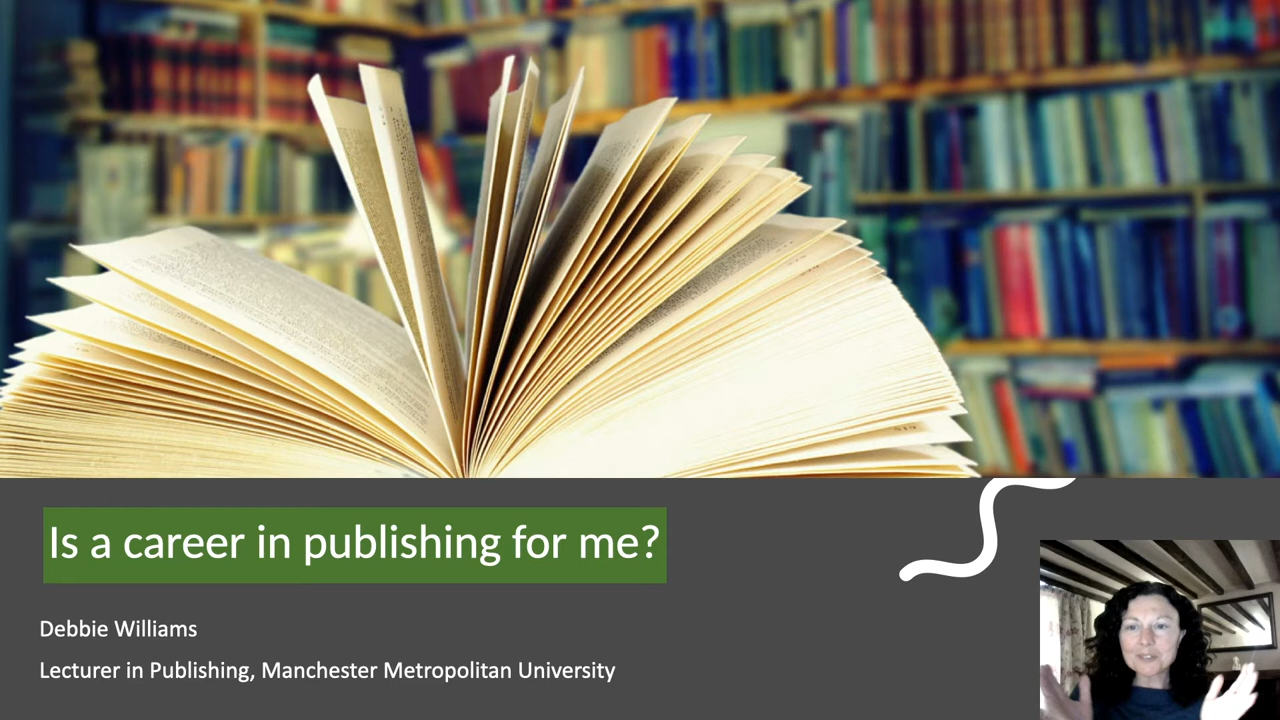 Is a career in publishing for me?
Debbie Williams
Lecturer in Publishing, Manchester Metropolitan University